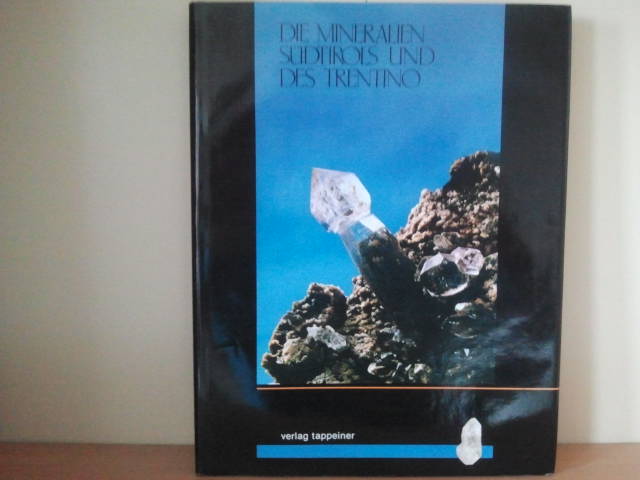 DIE MINERALIEN
SÜDTIROLS UND
DES TRENTINO
verlag tappeiner